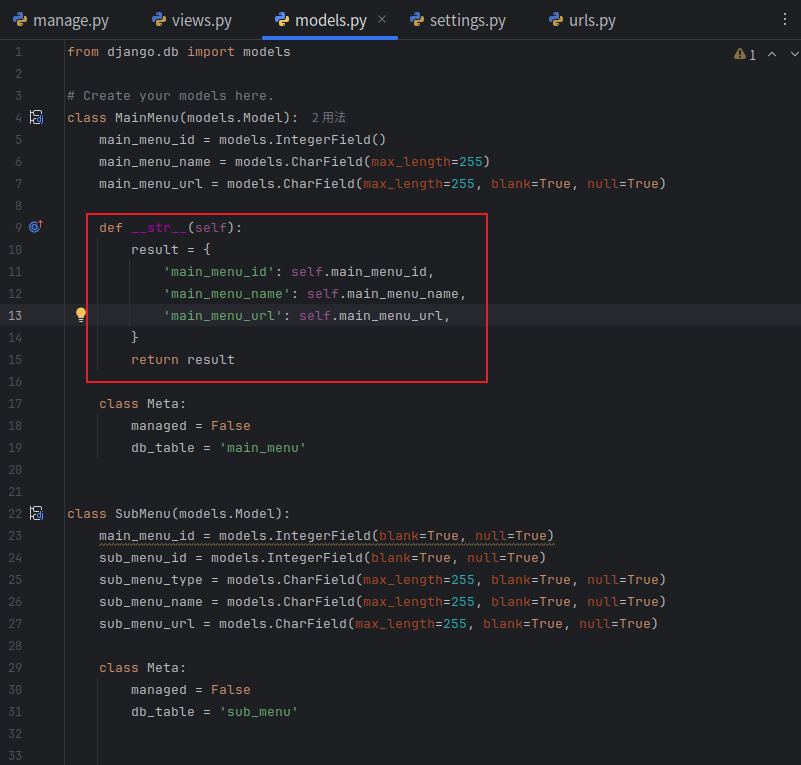 manage.py views.py models.py × settings.py urls.py
1 from django.db import models
1
2
3 # Create your models here.
4 class MainMenu(models.Model): 2 用法
5 main_menu_id = models.IntegerField()
6 main_menu_name = models.CharField(max_length=255)
7 main_menu_url = models.CharField(max_length=255, blank=True, null=True)
8
9 def __str__(self):
10 result = {
11 'main_menu_id': self.main_menu_id,
12 'main_menu_name': self.main_menu_name,
13 'main_menu_url': self.main_menu_url,
14 }
15 return result
16
17 class Meta:
18 managed = False
19 db_table = 'main_menu'
20
21
22 class SubMenu(models.Model):
23 main_menu_id = models.IntegerField(blank=True, null=True)
24 sub_menu_id = models.IntegerField(blank=True, null=True)
25 sub_menu_type = models.CharField(max_length=255, blank=True, null=True)
26 sub_menu_name = models.CharField(max_length=255, blank=True, null=True)
27 sub_menu_url = models.CharField(max_length=255, blank=True, null=True)
28
29 class Meta:
30 managed = False
31 db_table = 'sub_menu'
32
33